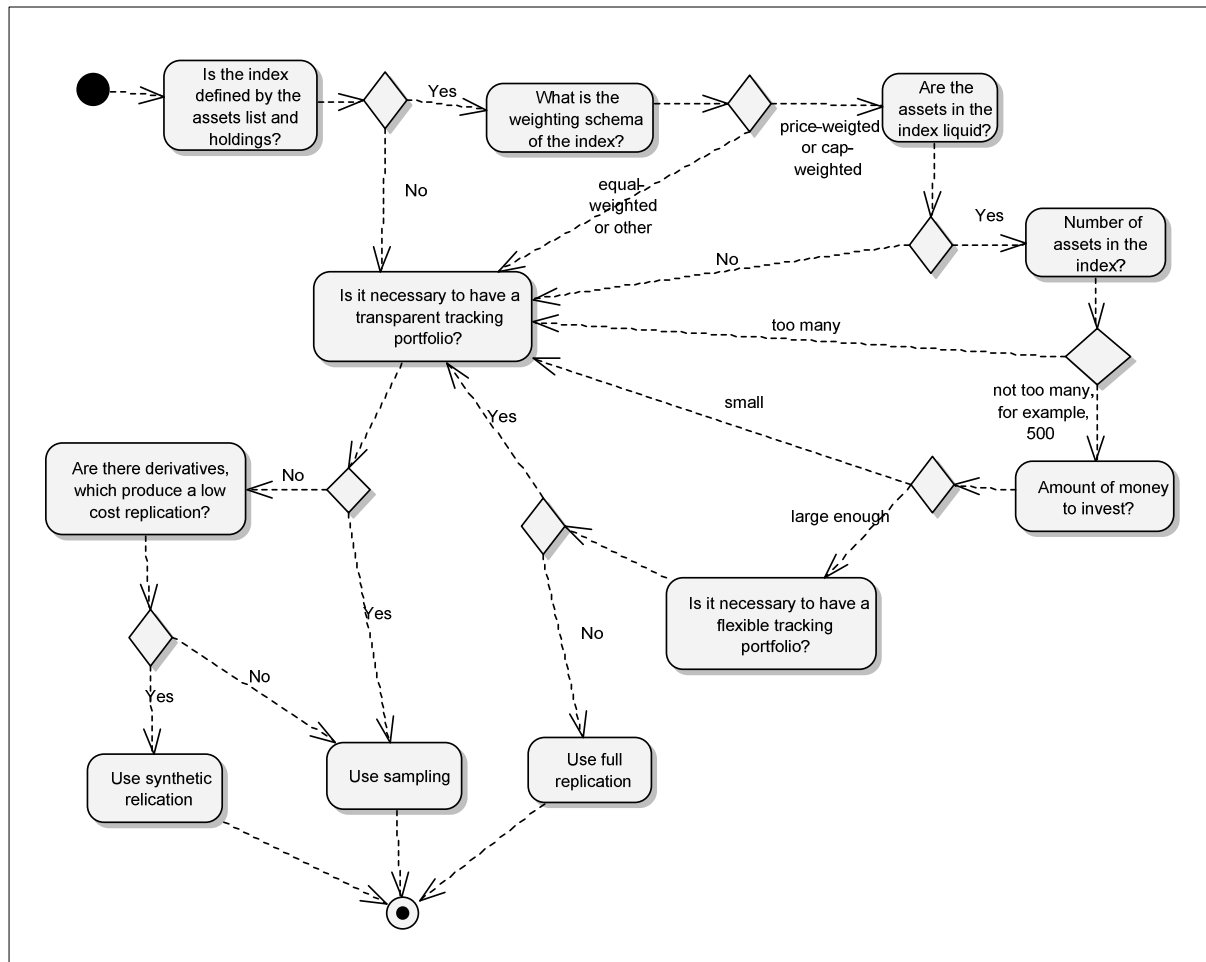 Is the index
defined by the
assets list and
holdings?
Yes
What is the
weighting schema
of the index?
price-weigted
or cap-
weighted
Are the
assets in the
index liquid?
No
equal-
weighted
or other
Yes
Number of
assets in the
index?
No
Is it necessary to have a
transparent tracking
portfolio?
too many
not too many,
for example,
500
small
Yes
Amount of money
to invest?
large enough
Are there derivatives,
which produce a low
cost replication?
No
Is it necessary to have a
flexible tracking
portfolio?
Yes
No
No
Yes
Use synthetic
relication
Use sampling
Use full
replication